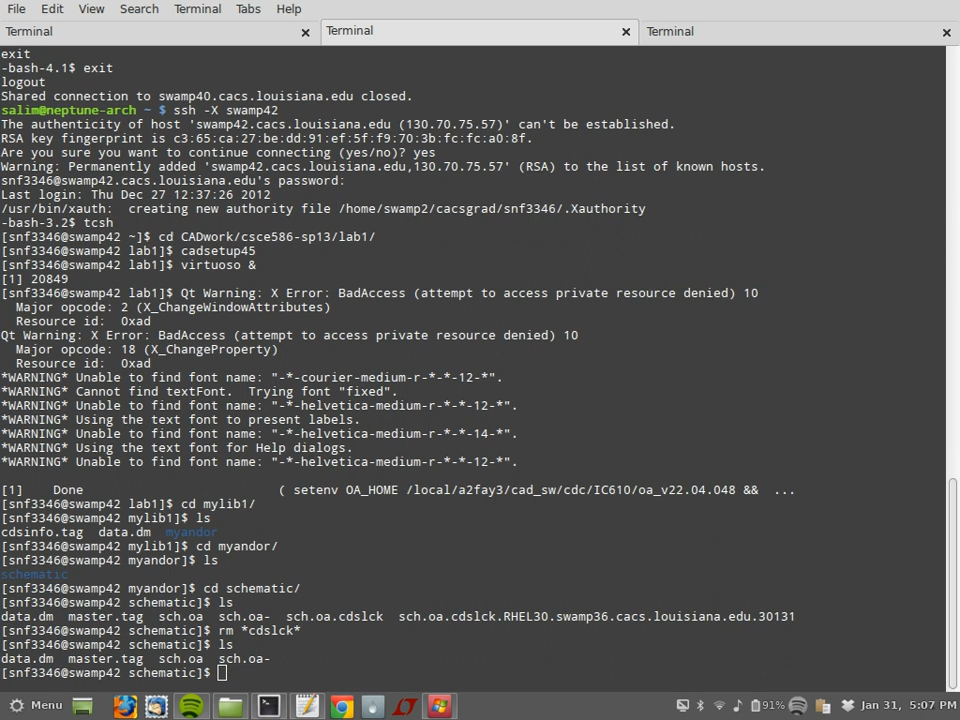 File Edit View Search Terminal Tabs Help
Terminal Terminal Terminal
exit
-bash-4.1$ exit
logout
Shared connection to swamp40.cacs.louisiana.edu closed.
salim@neptune-arch ~ $ ssh -X swamp42
The authenticity of host 'swamp42.cacs.louisiana.edu (130.70.75.57)' can't be established.
RSA key fingerprint is c3:65:ca:27:be:dd:91:ef:5f:f9:70:3b:fc:fc:a0:8f.
Are you sure you want to continue connecting (yes/no)? yes
Warning: Permanently added 'swamp42.cacs.louisiana.edu,130.70.75.57' (RSA) to the list of known hosts.
snf3346@swamp42.cacs.louisiana.edu's password:
Last login: Thu Dec 27 12:37:26 2012
/usr/bin/xauth:  creating new authority file /home/swamp2/cacsgrad/snf3346/.Xauthority
-bash-3.2$ tcsh
[snf3346@swamp42 ~]$ cd CADwork/csce586-sp13/lab1/
[snf3346@swamp42 lab1]$ cadsetup45
[snf3346@swamp42 lab1]$ virtuoso &
[1] 20849
[snf3346@swamp42 lab1]$ Qt Warning: X Error: BadAccess (attempt to access private resource denied) 10
  Major opcode: 2 (X_ChangeWindowAttributes)
  Resource id:  0xad
Qt Warning: X Error: BadAccess (attempt to access private resource denied) 10
  Major opcode: 18 (X_ChangeProperty)
  Resource id:  0xad
*WARNING* Unable to find font name: "-*-courier-medium-r-*-*-12-*".
*WARNING* Cannot find textFont.  Trying font "fixed".
*WARNING* Unable to find font name: "-*-helvetica-medium-r-*-*-12-*".
*WARNING* Using the text font to present labels.
*WARNING* Unable to find font name: "-*-helvetica-medium-r-*-*-14-*".
*WARNING* Using the text font for Help dialogs.
*WARNING* Unable to find font name: "-*-helvetica-medium-r-*-*-12-*".
[1]    Done                   ( setenv OA_HOME /local/a2fay3/cad_sw/cdc/IC610/oa_v22.04.048 &&  ...
[snf3346@swamp42 lab1]$ cd mylib1/
[snf3346@swamp42 mylib1]$ ls
cdsinfo.tag  data.dm  myandor
[snf3346@swamp42 mylib1]$ cd myandor/
[snf3346@swamp42 myandor]$ ls
schematic
[snf3346@swamp42 myandor]$ cd schematic/
[snf3346@swamp42 schematic]$ ls
data.dm  master.tag  sch.oa  sch.oa-  sch.oa.cdslck  sch.oa.cdslck.RHEL30.swamp36.cacs.louisiana.edu.30131
[snf3346@swamp42 schematic]$ rm *cdslck*
[snf3346@swamp42 schematic]$ ls
data.dm  master.tag  sch.oa  sch.oa-
[snf3346@swamp42 schematic]$
Menu 91% Jan 31, 5:07 PM